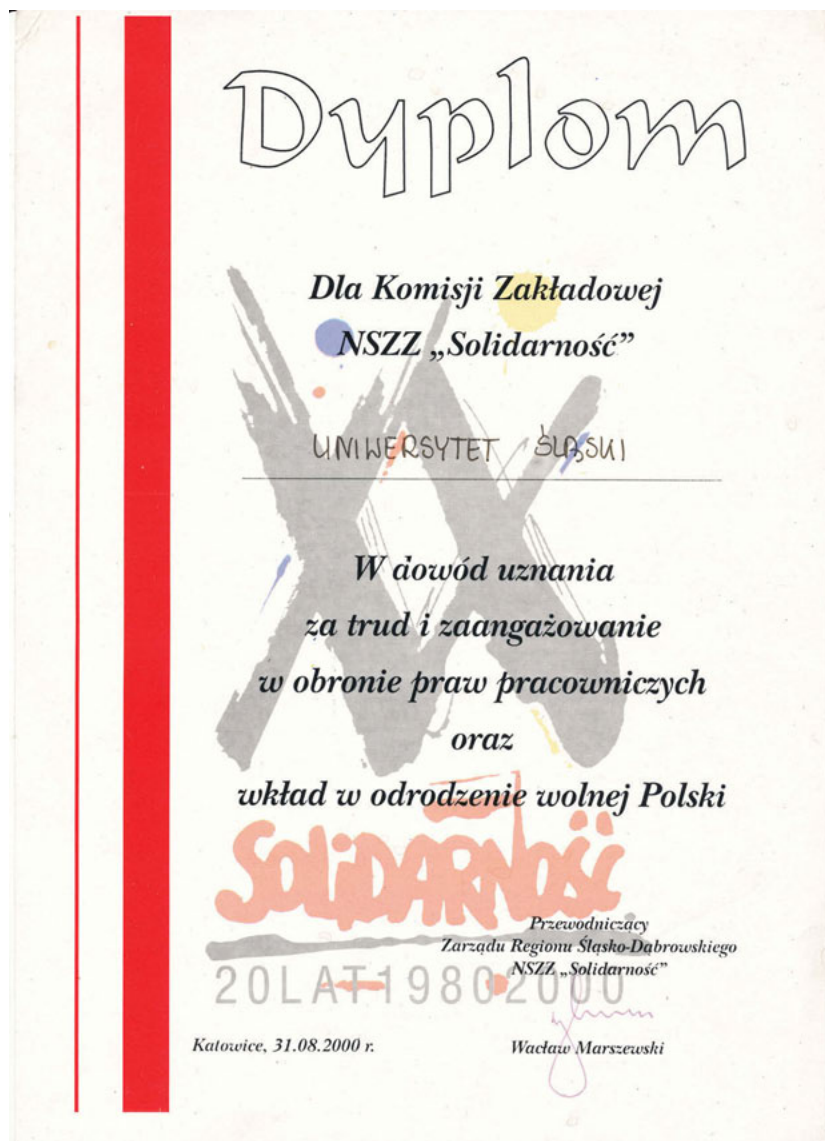 Dyplom
Dla Komisji Zakładowej
NSZZ „Solidarność”
UNIWERSYTET ŚLĄSKI
W dowód uznania
za trud i zaangażowanie
w obronie praw pracowniczych
oraz
wkład w odrodzenie wolnej Polski
SOLiDARNOŚĆ
Przewodniczący
Zarządu Regionu Śląsko-Dąbrowskiego
NSZZ „Solidarność”
20LAT19802000
Katowice, 31.08.2000 r.
Wacław Marszewski